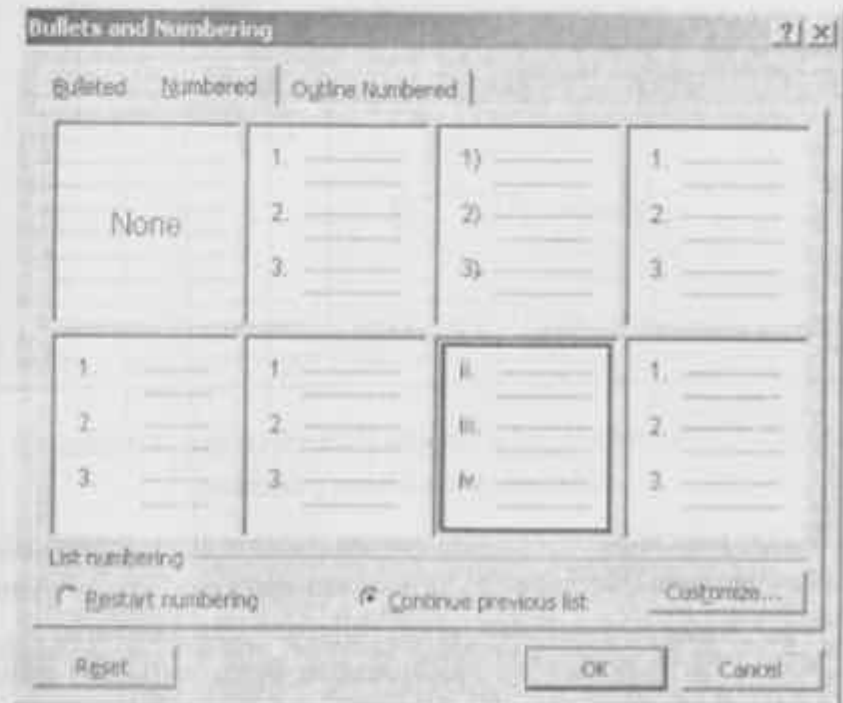 Bullets and Numbering ? X
Bulleted Numbered Outline Numbered
None
1. 2. 3.
1) 2) 3)
1. 2. 3.
1. 2. 3.
1. 2. 3.
ii. iii. iv.
1. 2. 3.
List numbering
Restart numbering Continue previous list Customize...
Reset OK Cancel